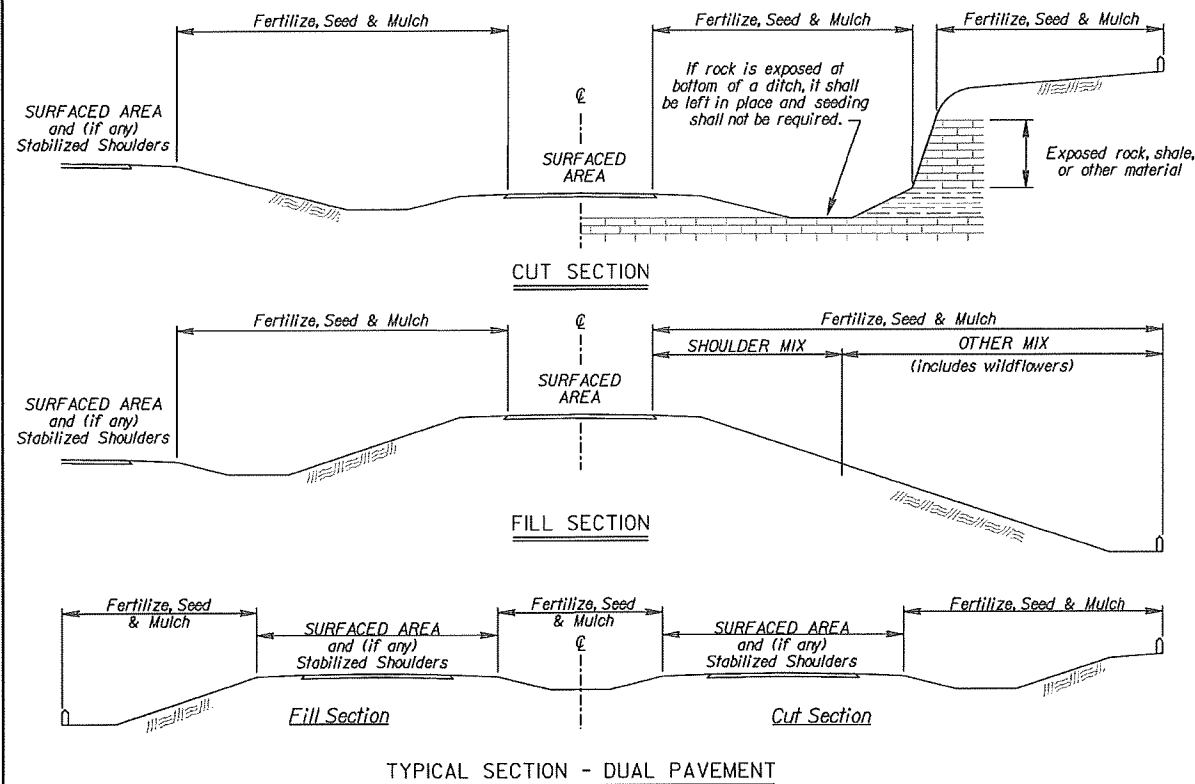 Fertilize, Seed & Mulch
Fertilize, Seed & Mulch
Fertilize, Seed & Mulch
If rock is exposed at
bottom of a ditch, it shall
be left in place and seeding
shall not be required.
SURFACED AREA
and (if any)
Stabilized Shoulders
℄
SURFACED
AREA
Exposed rock, shale,
or other material
CUT SECTION
Fertilize, Seed & Mulch
℄
Fertilize, Seed & Mulch
SHOULDER MIX
OTHER MIX
(includes wildflowers)
SURFACED AREA
and (if any)
Stabilized Shoulders
SURFACED
AREA
FILL SECTION
Fertilize, Seed
& Mulch
SURFACED AREA
and (if any)
Stabilized Shoulders
Fertilize, Seed
& Mulch
℄
SURFACED AREA
and (if any)
Stabilized Shoulders
Fertilize, Seed & Mulch
Fill Section
Cut Section
TYPICAL SECTION - DUAL PAVEMENT